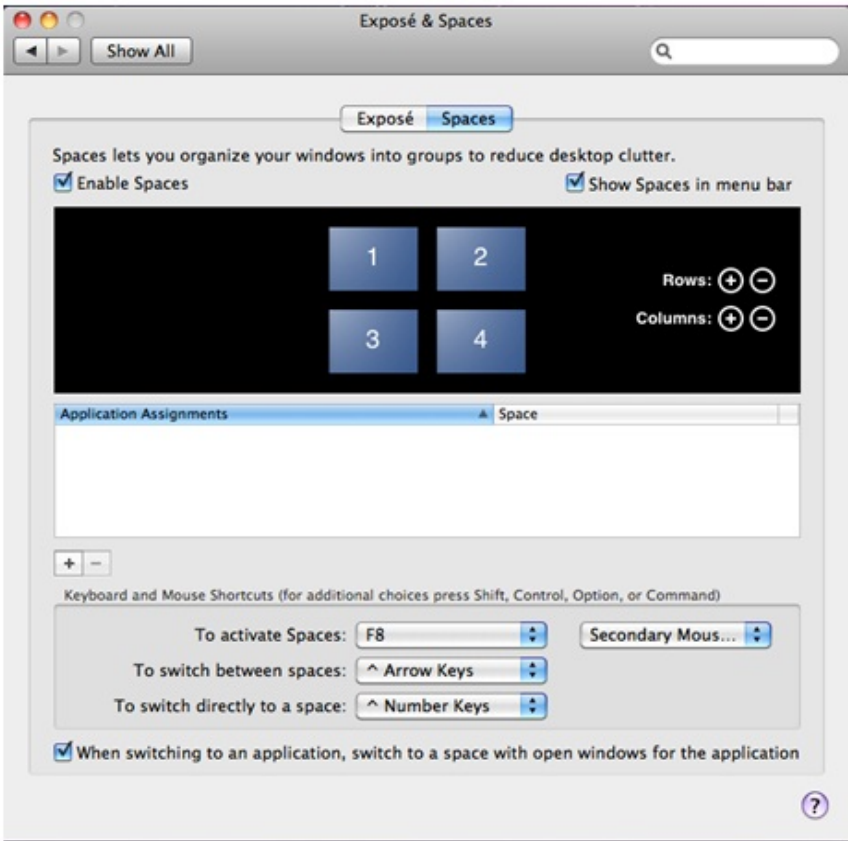 Exposé & Spaces
Show All
Exposé Spaces
Spaces lets you organize your windows into groups to reduce desktop clutter.
Enable Spaces Show Spaces in menu bar
1 2
Rows:
3 4
Columns:
Application Assignments Space
Keyboard and Mouse Shortcuts (for additional choices press Shift, Control, Option, or Command)
To activate Spaces: F8 Secondary Mous...
To switch between spaces: ^ Arrow Keys
To switch directly to a space: ^ Number Keys
When switching to an application, switch to a space with open windows for the application
?